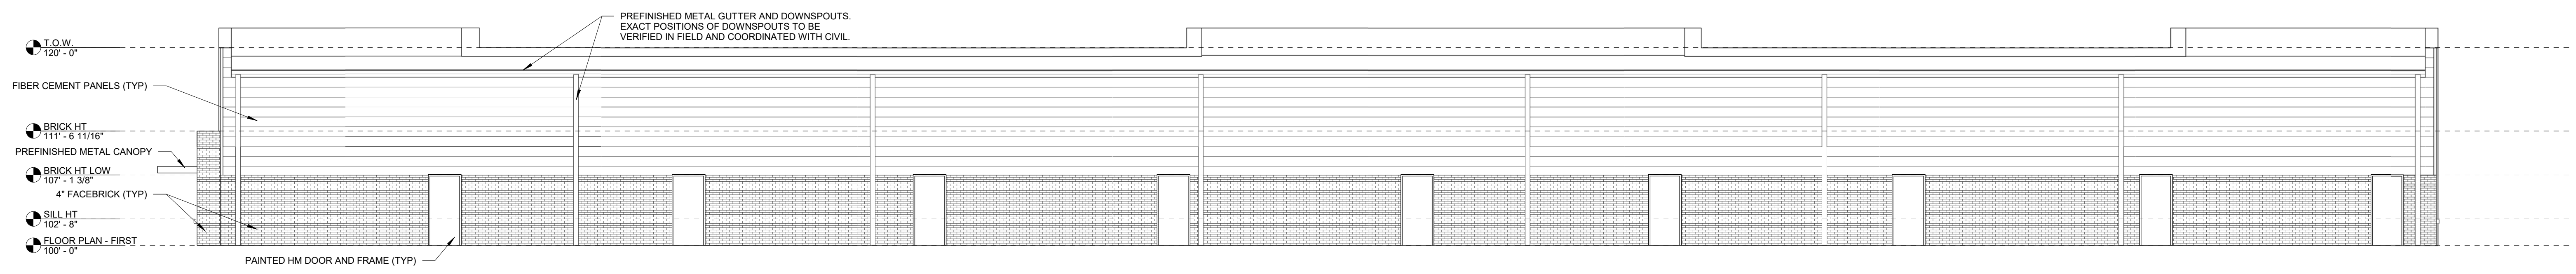 PREFINISHED METAL GUTTER AND DOWNSPOUTS.
EXACT POSITIONS OF DOWNSPOUTS TO BE
VERIFIED IN FIELD AND COORDINATED WITH CIVIL.
T.O.W.
120' - 0"
FIBER CEMENT PANELS (TYP)
BRICK HT
111' - 6 11/16"
PREFINISHED METAL CANOPY
BRICK HT LOW
107' - 1 3/8"
4" FACEBRICK (TYP)
SILL HT
102' - 8"
FLOOR PLAN - FIRST
100' - 0"
PAINTED HM DOOR AND FRAME (TYP)